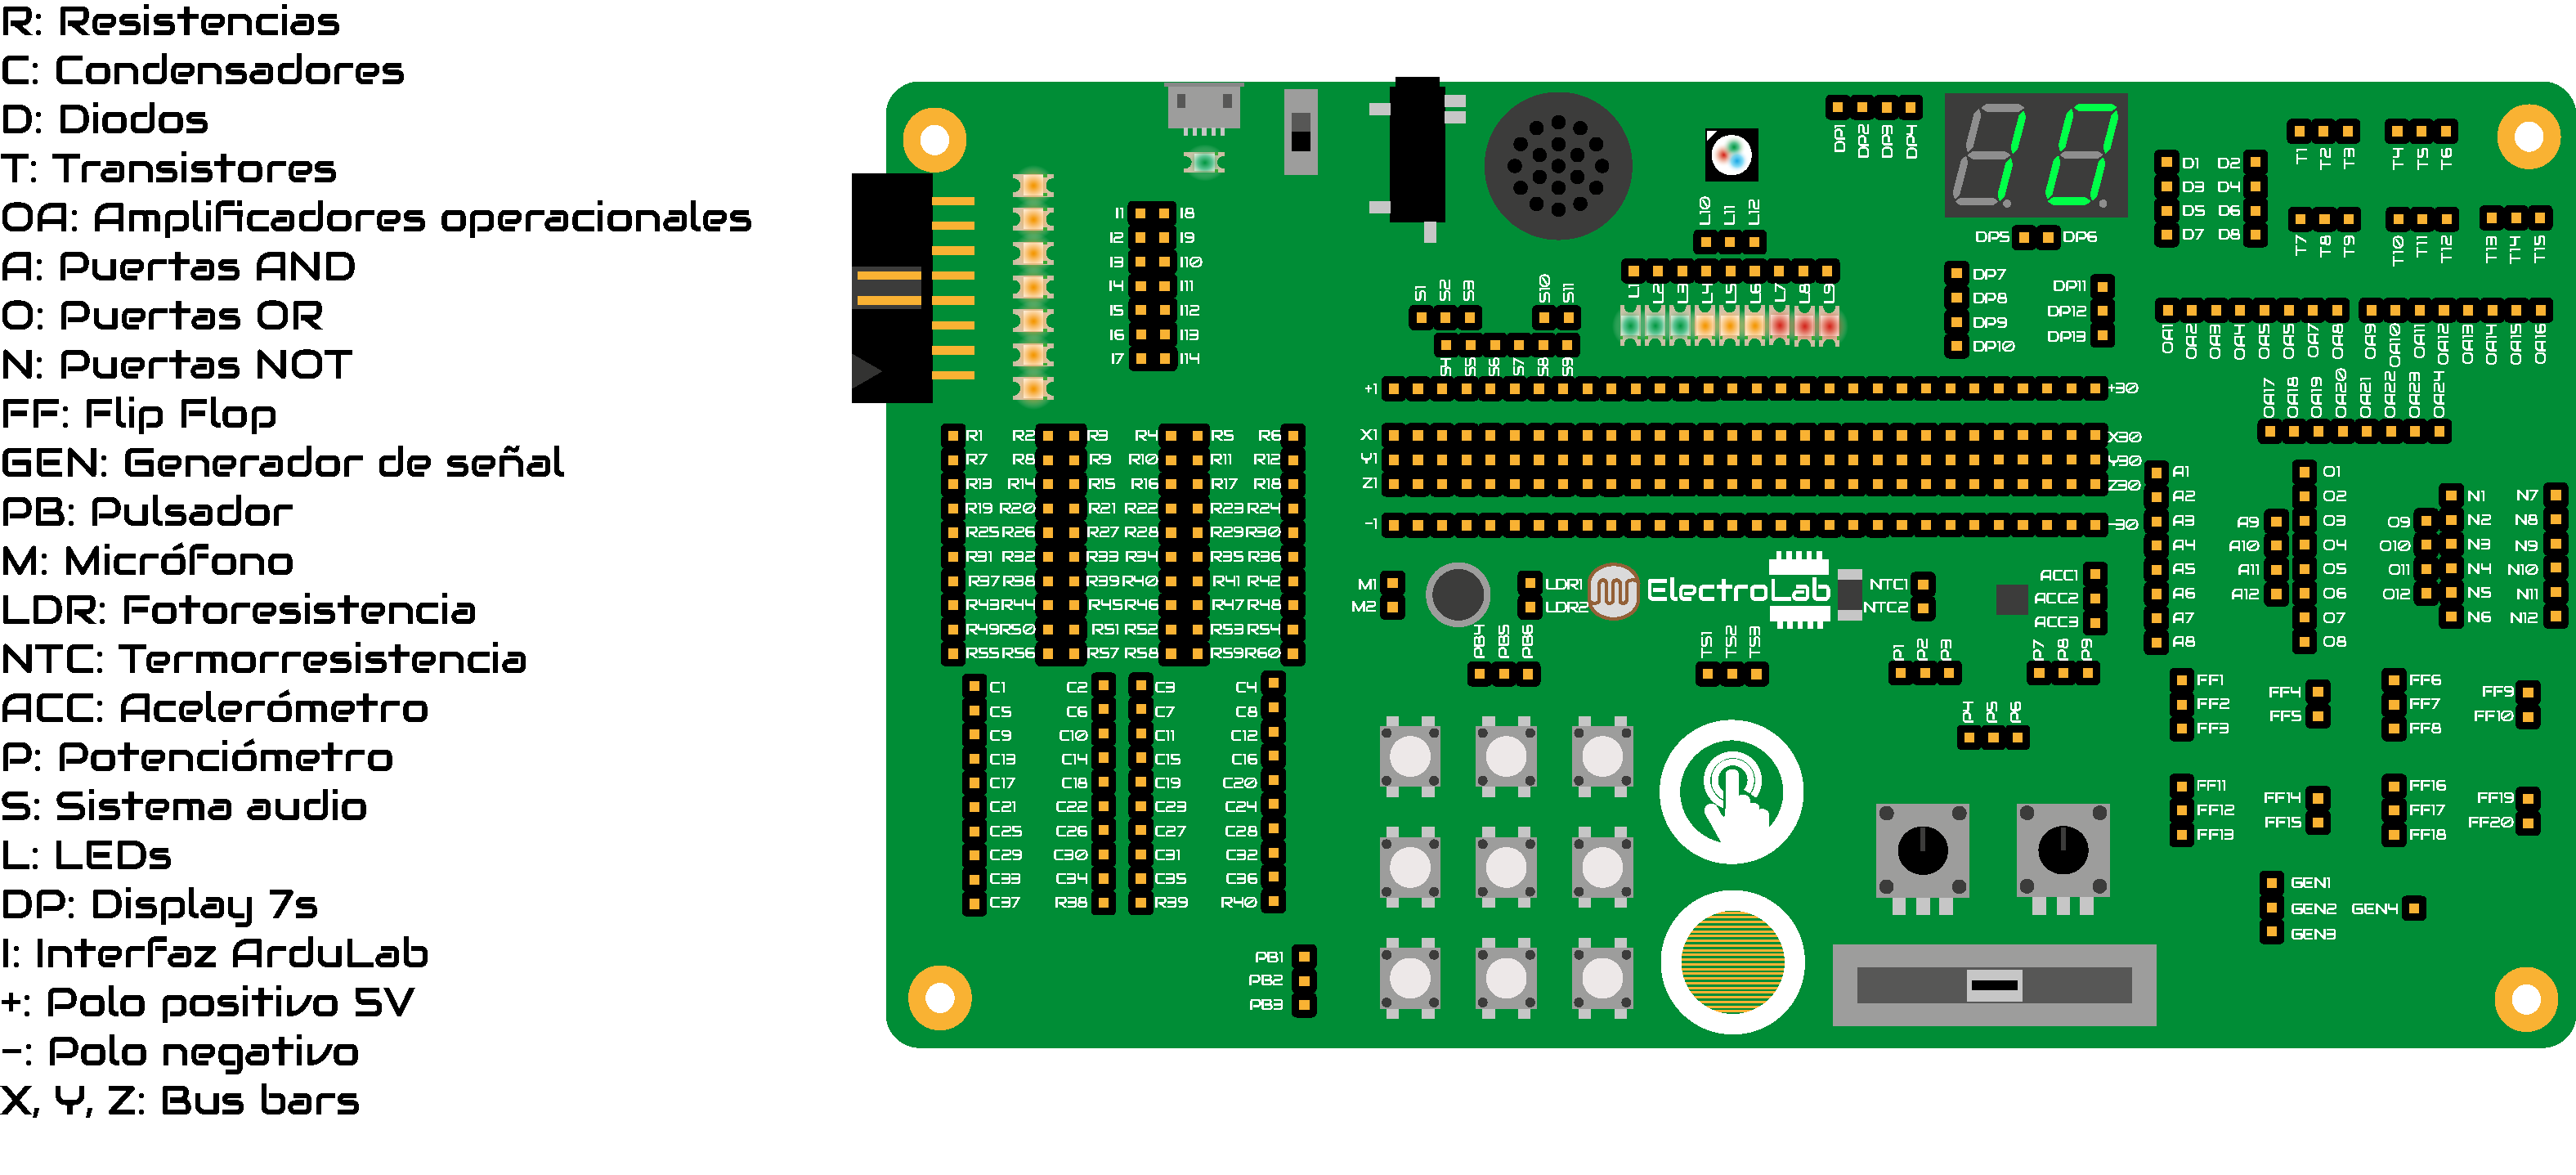 R: Resistencias
C: Condensadores
D: Diodos
T: Transistores
OA: Amplificadores operacionales
A: Puertas AND
O: Puertas OR
N: Puertas NOT
FF: Flip Flop
GEN: Generador de señal
PB: Pulsador
M: Micrófono
LDR: Fotoresistencia
NTC: Termorresistencia
ACC: Acelerómetro
P: Potenciómetro
S: Sistema audio
L: LEDs
DP: Display 7s
I: Interfaz ArduLab
+: Polo positivo 5V
-: Polo negativo
X, Y, Z: Bus bars
I1 I8
I2 I9
I3 I10
I4 I11
I5 I12
I6 I13
I7 I14
S1 S2 S3 S10 S11
S4 S5 S6 S7 S8 S9
L10 L11 L12
L1 L2 L3 L4 L5 L6 L7 L8 L9
DP1 DP2 DP3 DP4
DP5 DP6
DP7
DP8
DP9
DP10
DP11
DP12
DP13
D1 D2
D3 D4
D5 D6
D7 D8
T1 T2 T3 T4 T5 T6
T7 T8 T9 T10 T11 T12 T13 T14 T15
OA1 OA2 OA3 OA4 OA5 OA5 OA7 OA8 OA9 OA10 OA11 OA12 OA13 OA14 OA15 OA16
OA17 OA18 OA19 OA20 OA21 OA22 OA23 OA24
+1 +30
X1 X30
Y1 Y30
Z1 Z30
-1 -30
R1 R2 R3 R4 R5 R6
R7 R8 R9 R10 R11 R12
R13 R14 R15 R16 R17 R18
R19 R20 R21 R22 R23 R24
R25 R26 R27 R28 R29 R30
R31 R32 R33 R34 R35 R36
R37 R38 R39 R40 R41 R42
R43 R44 R45 R46 R47 R48
R49 R50 R51 R52 R53 R54
R55 R56 R57 R58 R59 R60
C1 C2 C3 C4
C5 C6 C7 C8
C9 C10 C11 C12
C13 C14 C15 C16
C17 C18 C19 C20
C21 C22 C23 C24
C25 C26 C27 C28
C29 C30 C31 C32
C33 C34 C35 C36
C37 R38 R39 R40
PB1
PB2
PB3
M1
M2
LDR1
LDR2
ElectroLab
NTC1
NTC2
ACC1
ACC2
ACC3
PB4 PB5 PB6
TS1 TS2 TS3
P1 P2 P3
P7 P8 P9
P4 P5 P6
A1
A2
A3
A4
A5
A6
A7
A8
A9
A10
A11
A12
O1
O2
O3
O4
O5
O6
O7
O8
O9
O10
O11
O12
N1 N7
N2 N8
N3 N9
N4 N10
N5 N11
N6 N12
FF1
FF2
FF3
FF4
FF5
FF6
FF7
FF8
FF9
FF10
FF11
FF12
FF13
FF14
FF15
FF16
FF17
FF18
FF19
FF20
GEN1
GEN2 GEN4
GEN3